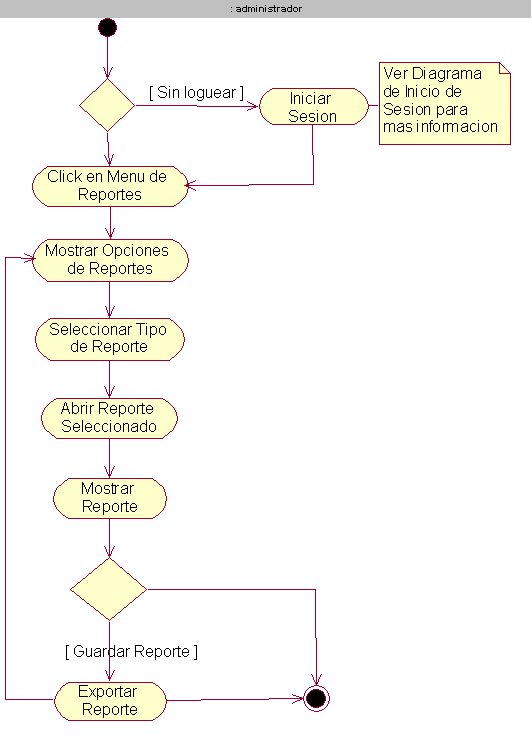 : administrador
[ Sin loguear ]
Iniciar
Sesion
Ver Diagrama
de Inicio de
Sesion para
mas informacion
Click en Menu de
Reportes
Mostrar Opciones
de Reportes
Seleccionar Tipo
de Reporte
Abrir Reporte
Seleccionado
Mostrar
Reporte
[ Guardar Reporte ]
Exportar
Reporte